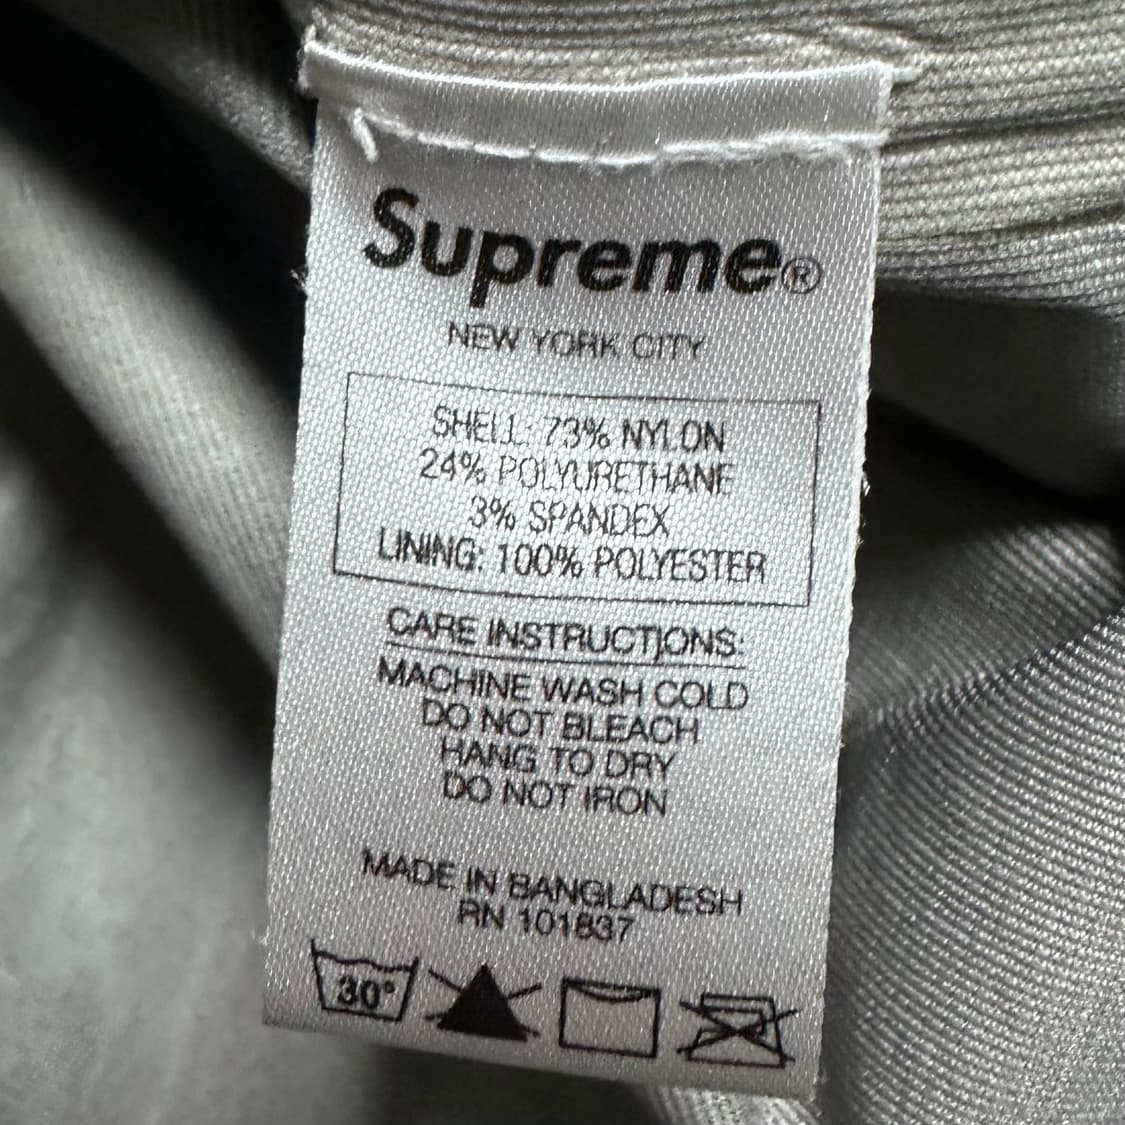 Supreme®
NEW YORK CITY
SHELL: 73% NYLON
24% POLYURETHANE
3% SPANDEX
LINING: 100% POLYESTER
CARE INSTRUCTIONS:
MACHINE WASH COLD
DO NOT BLEACH
HANG TO DRY
DO NOT IRON
MADE IN BANGLADESH
RN 101837
30°